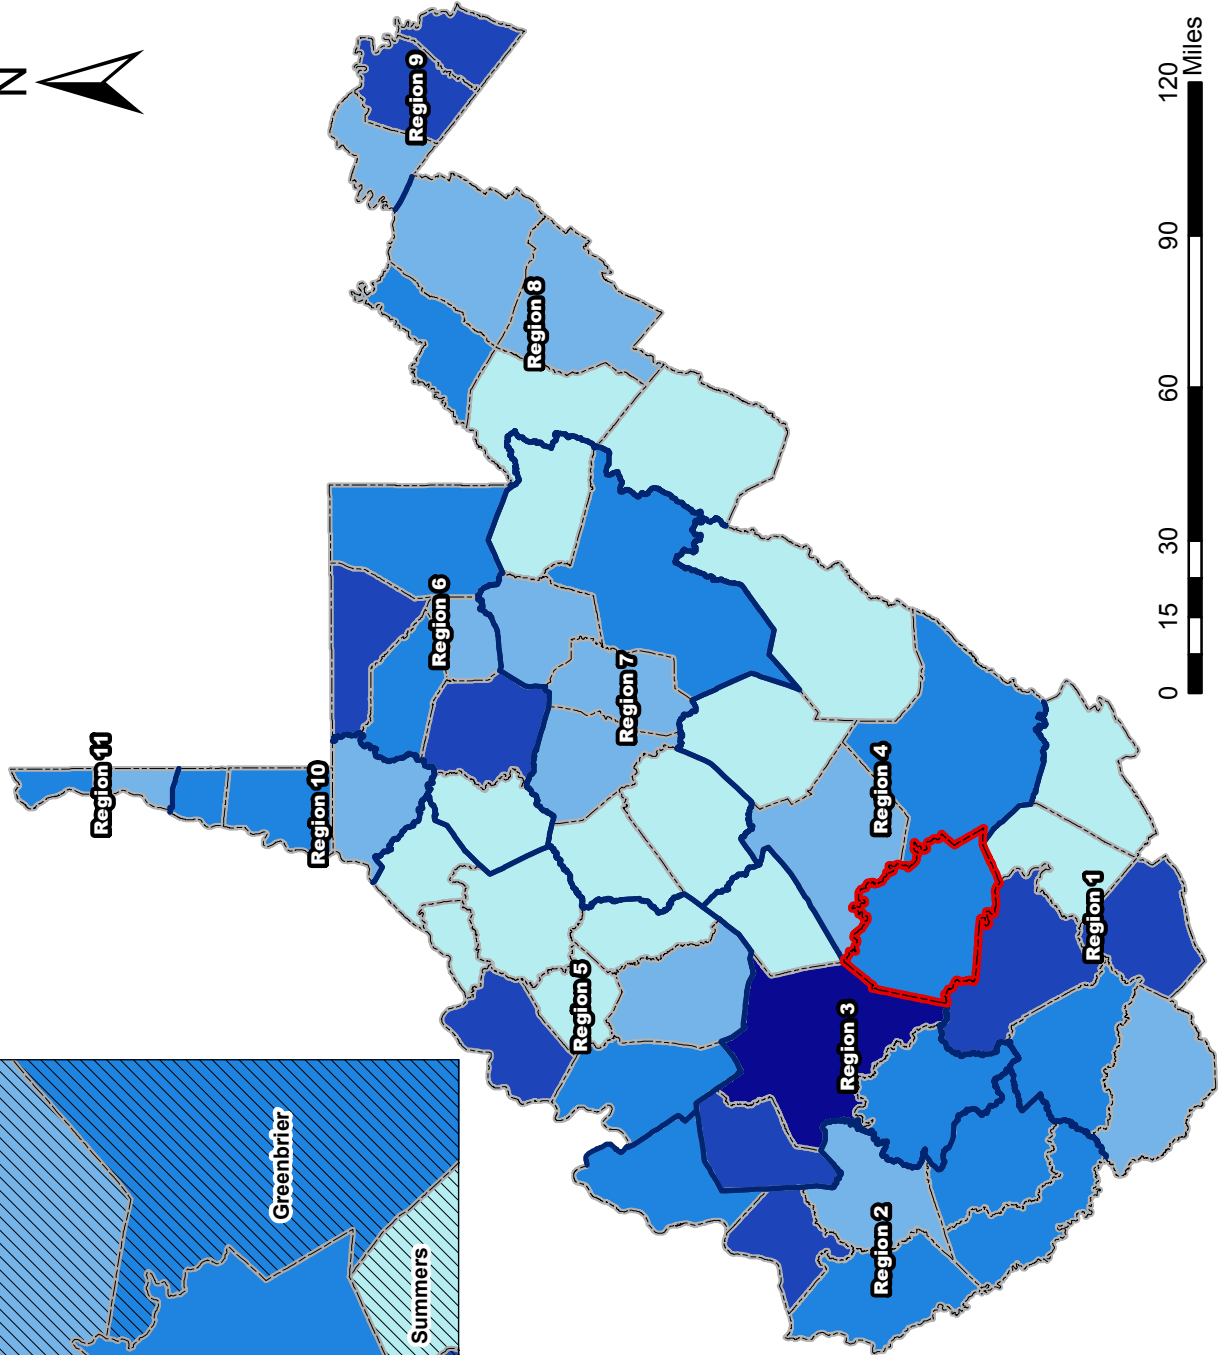 N
Region 9
Region 8
Region 6
Region 7
Region 11
Region 10
Region 4
Region 5
Region 1
Region 3
Region 2
Greenbrier
Summers
0 15 30 60 90 120
Miles